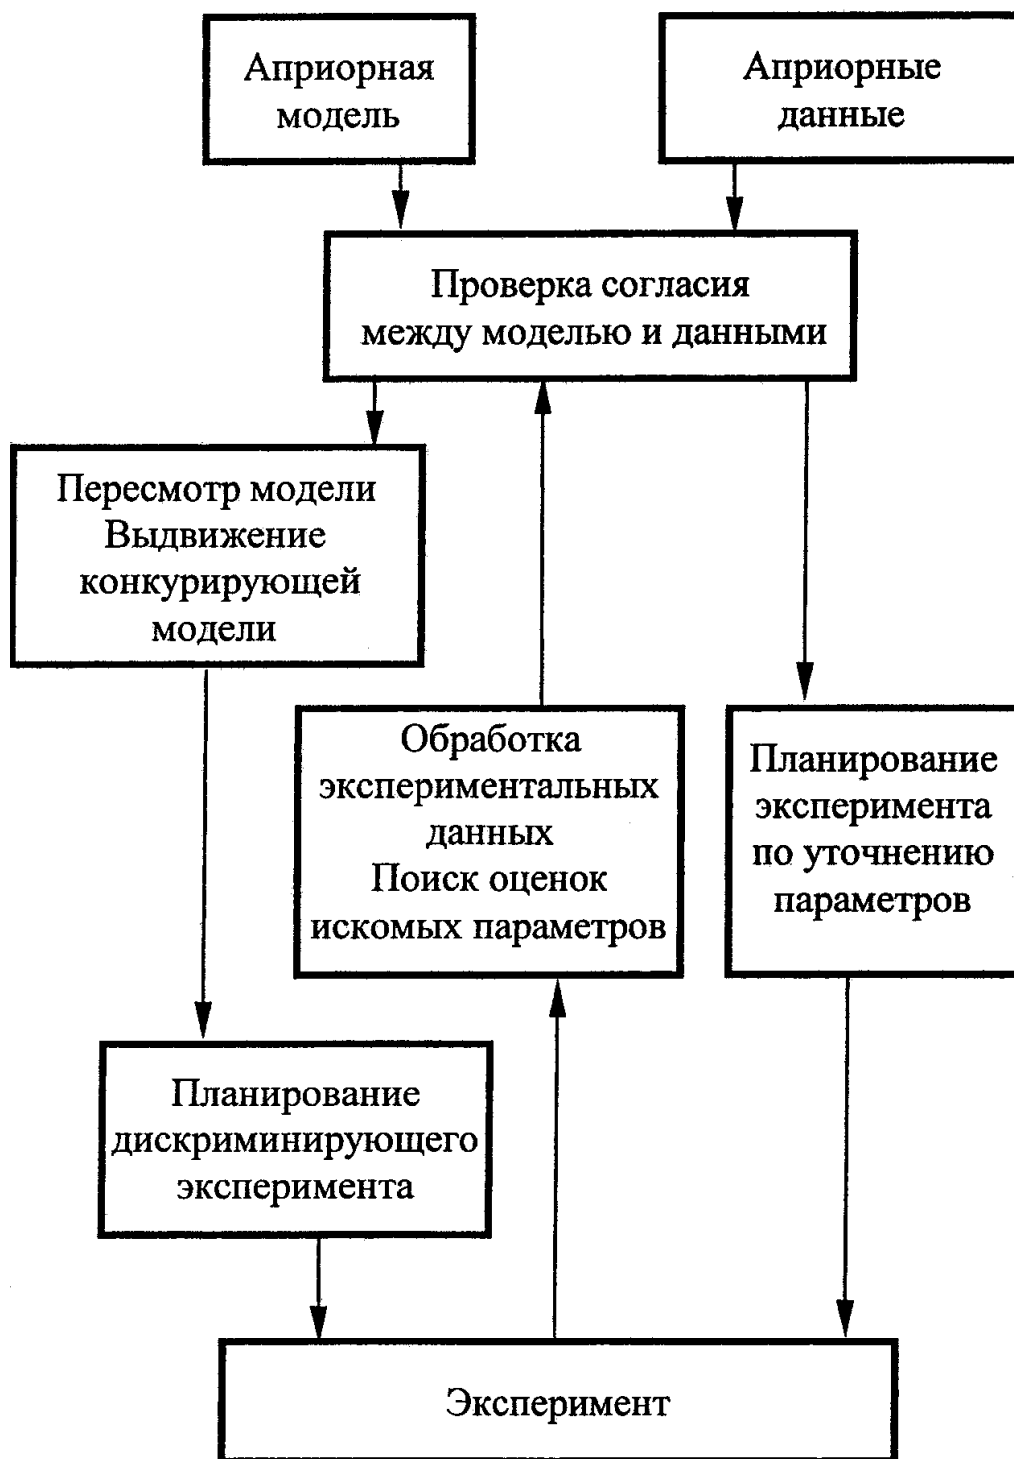 Априорная
модель
Априорные
данные
Проверка согласия
между моделью и данными
Пересмотр модели
Выдвижение
конкурирующей
модели
Обработка
экспериментальных
данных
Поиск оценок
искомых параметров
Планирование
эксперимента
по уточнению
параметров
Планирование
дискриминирующего
эксперимента
Эксперимент